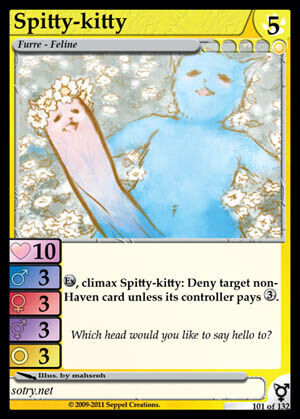 Spitty-kitty
5
Furre - Feline
10
3
3
3
3
Ex, climax Spitty-kitty: Deny target non-
Haven card unless its controller pays 3.
Which head would you like to say hello to?
Illus. by mahsroh
sotry.net
101 of 132
© 2009-2011 Seppel Creations.